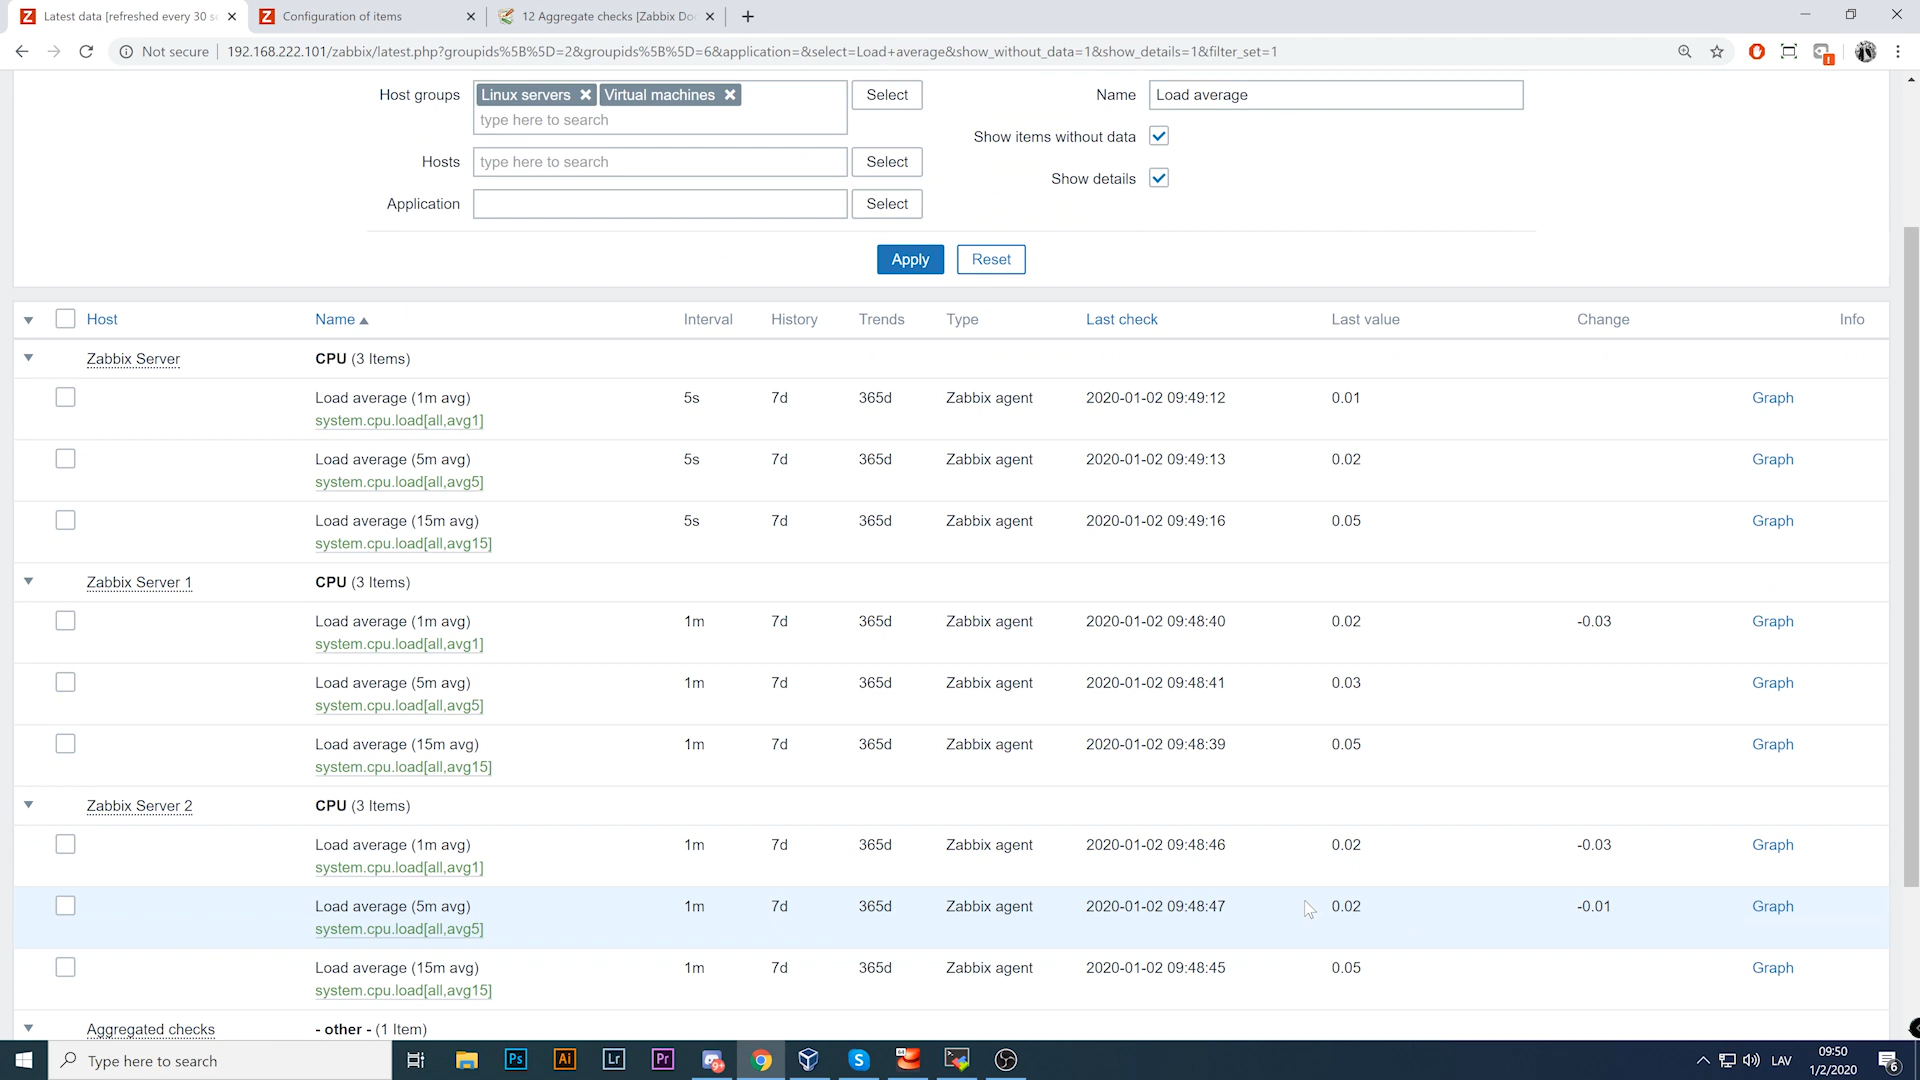 Latest data [refreshed every 30 s
Configuration of items
12 Aggregate checks [Zabbix Do
Not secure
192.168.222.101/zabbix/latest.php?groupids%5B%5D=2&groupids%5B%5D=6&application=&select=Load+average&show_without_data=1&show_details=1&filter_set=1
Host groups
Linux servers
Virtual machines
type here to search
Select
Name
Load average
Show items without data
Hosts
type here to search
Select
Show details
Application
Select
Apply
Reset
Host Name Interval History Trends Type Last check Last value Change Info
Zabbix Server CPU (3 Items)
Load average (1m avg) 5s 7d 365d Zabbix agent 2020-01-02 09:49:12 0.01 Graph
system.cpu.load[all,avg1]
Load average (5m avg) 5s 7d 365d Zabbix agent 2020-01-02 09:49:13 0.02 Graph
system.cpu.load[all,avg5]
Load average (15m avg) 5s 7d 365d Zabbix agent 2020-01-02 09:49:16 0.05 Graph
system.cpu.load[all,avg15]
Zabbix Server 1 CPU (3 Items)
Load average (1m avg) 1m 7d 365d Zabbix agent 2020-01-02 09:48:40 0.02 -0.03 Graph
system.cpu.load[all,avg1]
Load average (5m avg) 1m 7d 365d Zabbix agent 2020-01-02 09:48:41 0.03 Graph
system.cpu.load[all,avg5]
Load average (15m avg) 1m 7d 365d Zabbix agent 2020-01-02 09:48:39 0.05 Graph
system.cpu.load[all,avg15]
Zabbix Server 2 CPU (3 Items)
Load average (1m avg) 1m 7d 365d Zabbix agent 2020-01-02 09:48:46 0.02 -0.03 Graph
system.cpu.load[all,avg1]
Load average (5m avg) 1m 7d 365d Zabbix agent 2020-01-02 09:48:47 0.02 -0.01 Graph
system.cpu.load[all,avg5]
Load average (15m avg) 1m 7d 365d Zabbix agent 2020-01-02 09:48:45 0.05 Graph
system.cpu.load[all,avg15]
Aggregated checks - other - (1 Item)
Type here to search
Ps
Ai
Lr
Pr
9+
S
64
LAV
09:50
1/2/2020
6